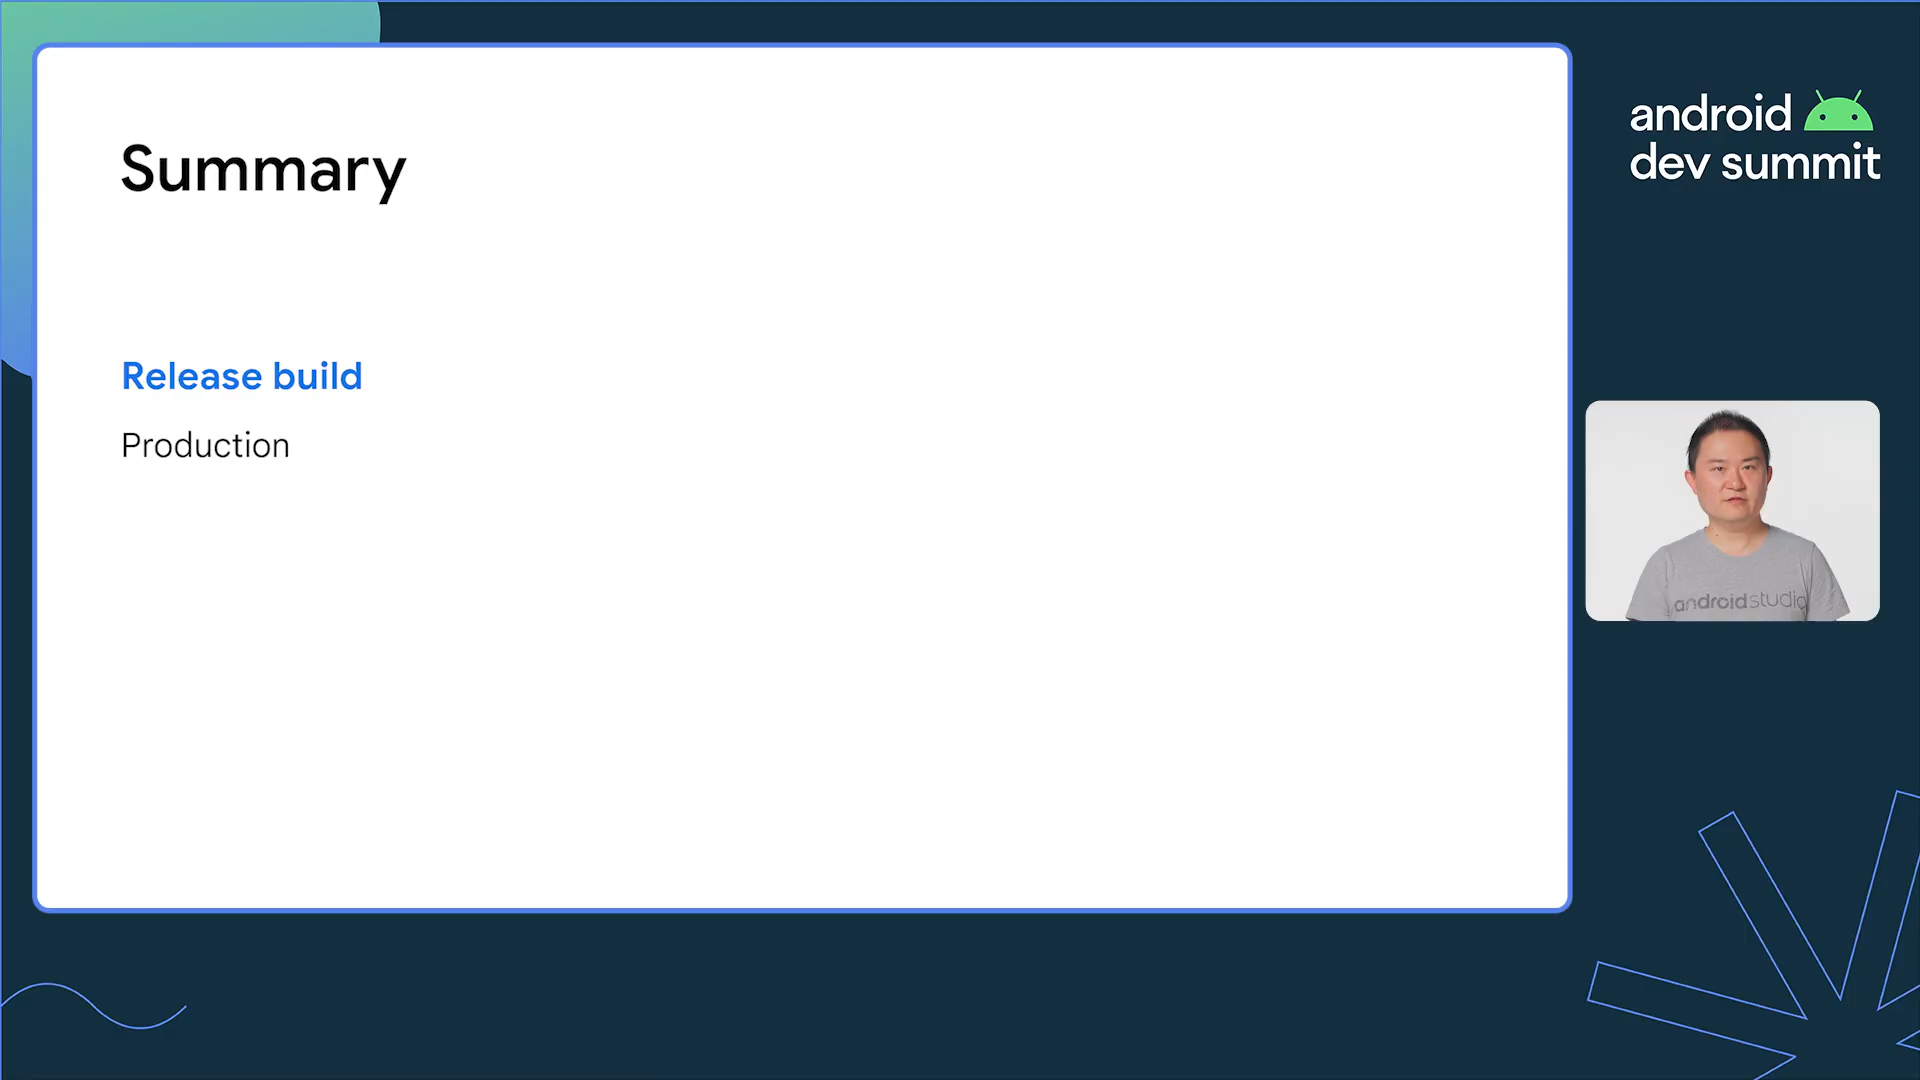 Summary
Release build
Production
android
dev summit
androidstudio